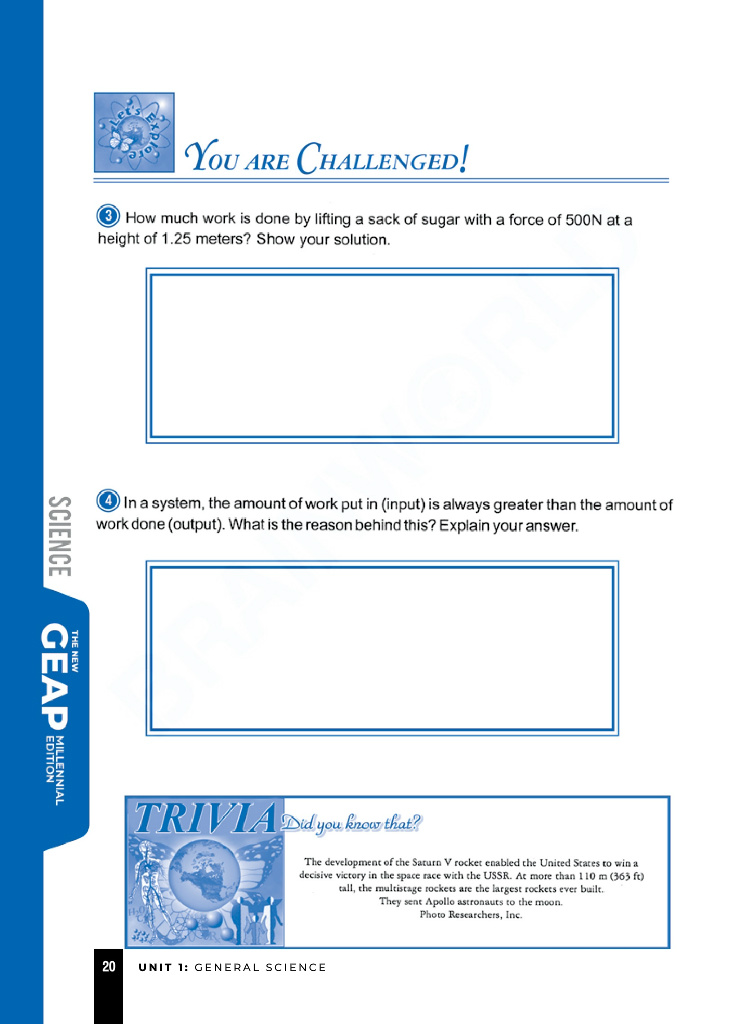 Let's Explore
YOU ARE CHALLENGED!
3 How much work is done by lifting a sack of sugar with a force of 500N at a
height of 1.25 meters? Show your solution.
4 In a system, the amount of work put in (input) is always greater than the amount of
work done (output). What is the reason behind this? Explain your answer.
SCIENCE
THE NEW
GEAP
MILLENNIAL
EDITION
BRAINWORLD
TRIVIA Did you know that?
The development of the Saturn V rocket enabled the United States to win a
decisive victory in the space race with the USSR. At more than 110 m (363 ft)
tall, the multistage rockets are the largest rockets ever built.
They sent Apollo astronauts to the moon.
Photo Researchers, Inc.
20 UNIT 1: GENERAL SCIENCE